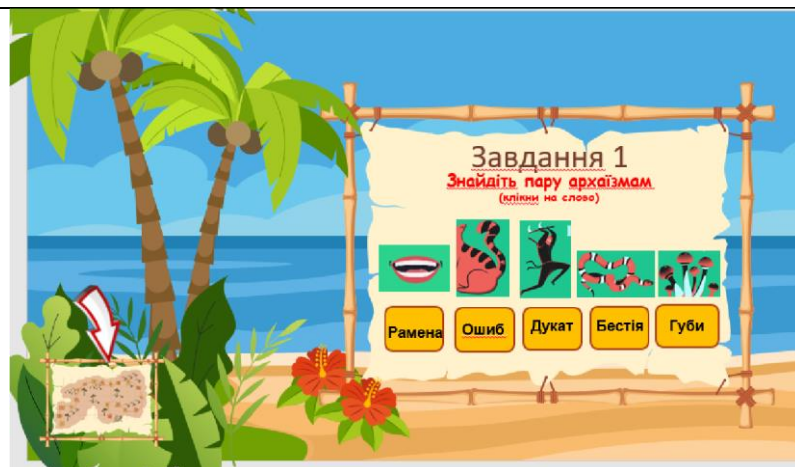 Завдання 1
Знайдіть пару архаїзмам
(клікни на слово)
Рамена Ошиб Дукат Бестія Губи